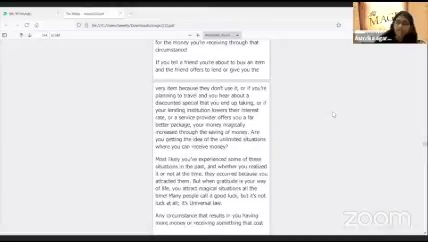 for the money you're receiving through that
circumstance!
If you tell a friend you're about to buy an item
and the friend offers to lend or give you the
very item because they don't use it, or if you're
planning to travel and you hear about a
discounted special that you end up taking, or if
your lending institution lowers their interest
rate, or a service provider offers you a far
better package, your money magically
increased through the saving of money. Are
you getting the idea of the unlimited situations
where you can receive money?
Most likely you've experienced some of these
situations in the past, and whether you realized
it or not at the time, they occurred because you
attracted them. But when gratitude is your way
of life, you attract magical situations all the
time! Many people call it good luck, but it's not
luck at all. It's Universal law.
Any circumstance that results in you having
more money or receiving something that cost
zoom